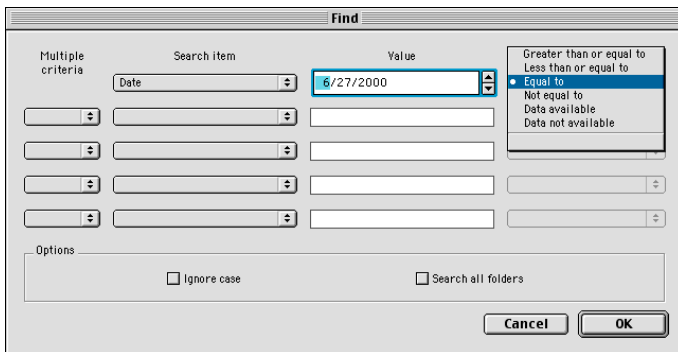 Find
Multiple
criteria
Search item
Value
Greater than or equal to
Less than or equal to
Equal to
Not equal to
Data available
Data not available
Date
6/27/2000
Options
Ignore case
Search all folders
Cancel
OK